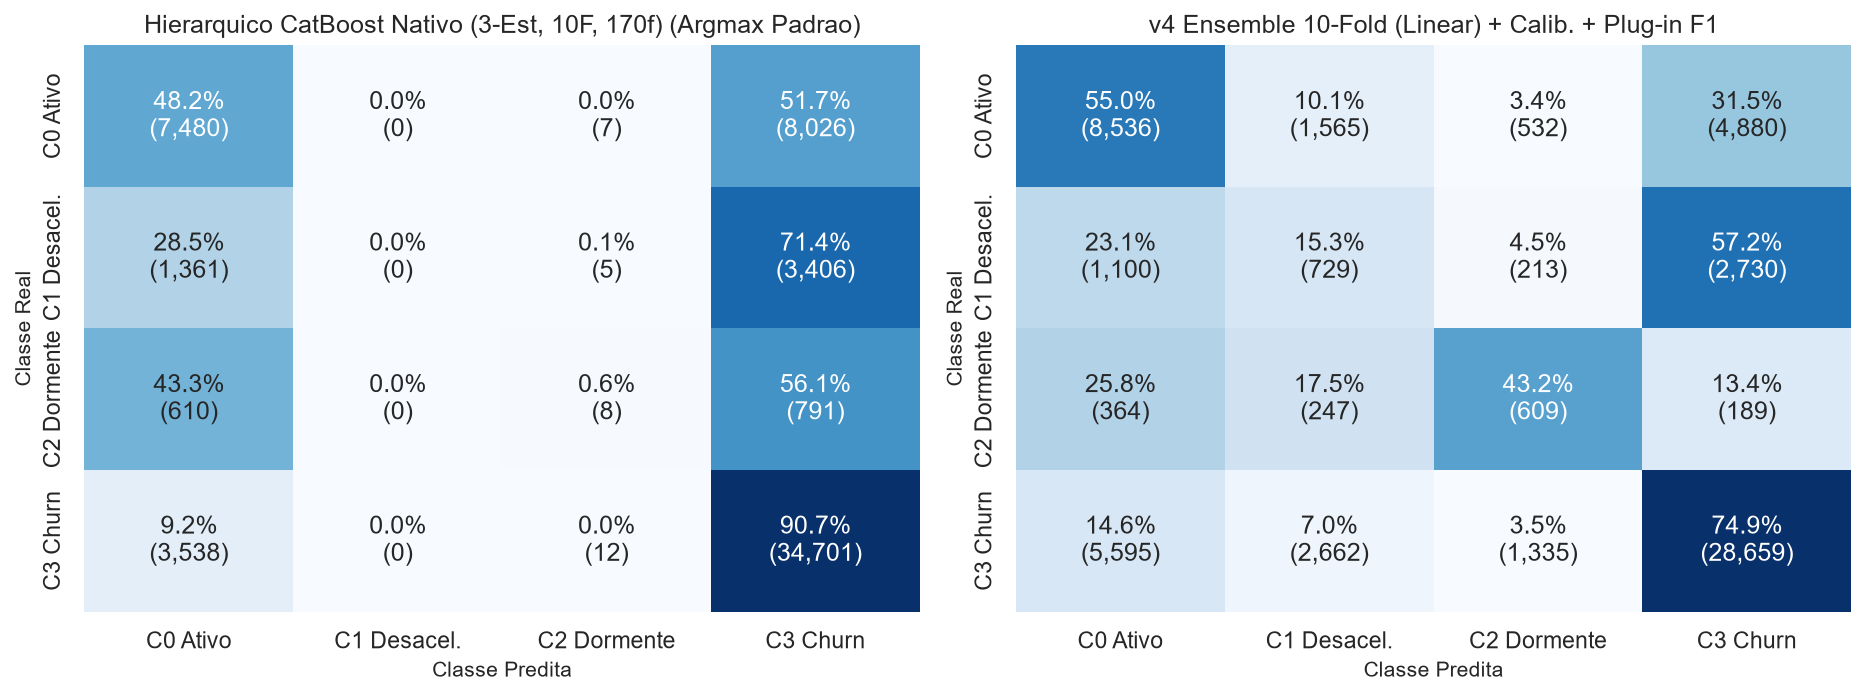 Hierarquico CatBoost Nativo (3-Est, 10F, 170f) (Argmax Padrao)
Classe Real
C0 Ativo
48.2%
(7,480)
0.0%
(0)
0.0%
(7)
51.7%
(8,026)
C1 Desacel.
28.5%
(1,361)
0.0%
(0)
0.1%
(5)
71.4%
(3,406)
C2 Dormente
43.3%
(610)
0.0%
(0)
0.6%
(8)
56.1%
(791)
C3 Churn
9.2%
(3,538)
0.0%
(0)
0.0%
(12)
90.7%
(34,701)
C0 Ativo
C1 Desacel.
C2 Dormente
C3 Churn
Classe Predita
v4 Ensemble 10-Fold (Linear) + Calib. + Plug-in F1
Classe Real
C0 Ativo
55.0%
(8,536)
10.1%
(1,565)
3.4%
(532)
31.5%
(4,880)
C1 Desacel.
23.1%
(1,100)
15.3%
(729)
4.5%
(213)
57.2%
(2,730)
C2 Dormente
25.8%
(364)
17.5%
(247)
43.2%
(609)
13.4%
(189)
C3 Churn
14.6%
(5,595)
7.0%
(2,662)
3.5%
(1,335)
74.9%
(28,659)
C0 Ativo
C1 Desacel.
C2 Dormente
C3 Churn
Classe Predita